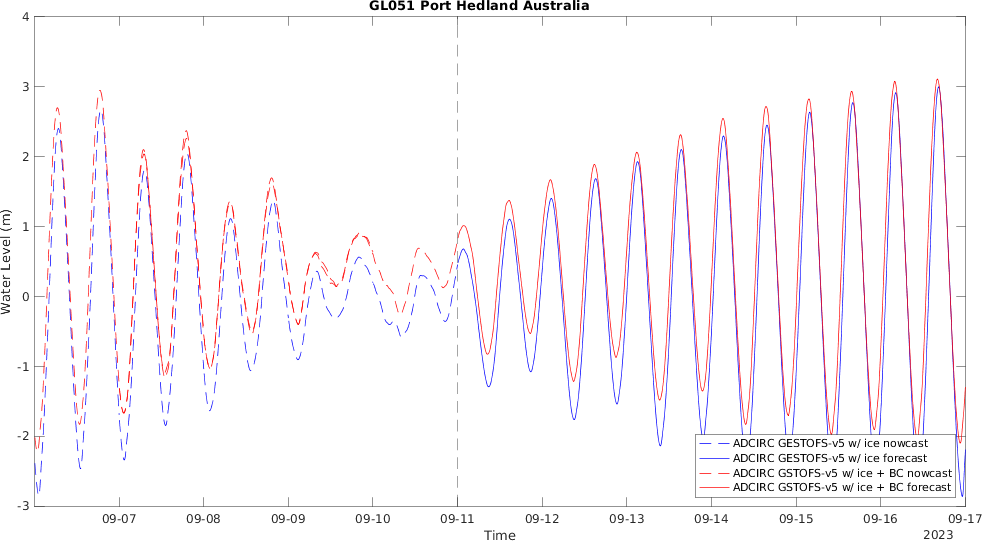 GL051 Port Hedland Australia
4
3
2
1
0
-1
-2
-3
Water Level (m)
09-07 09-08 09-09 09-10 09-11 09-12 09-13 09-14 09-15 09-16 09-17
Time
2023
ADCIRC GESTOFS-v5 w/ ice nowcast
ADCIRC GESTOFS-v5 w/ ice forecast
ADCIRC GSTOFS-v5 w/ ice + BC nowcast
ADCIRC GSTOFS-v5 w/ ice + BC forecast